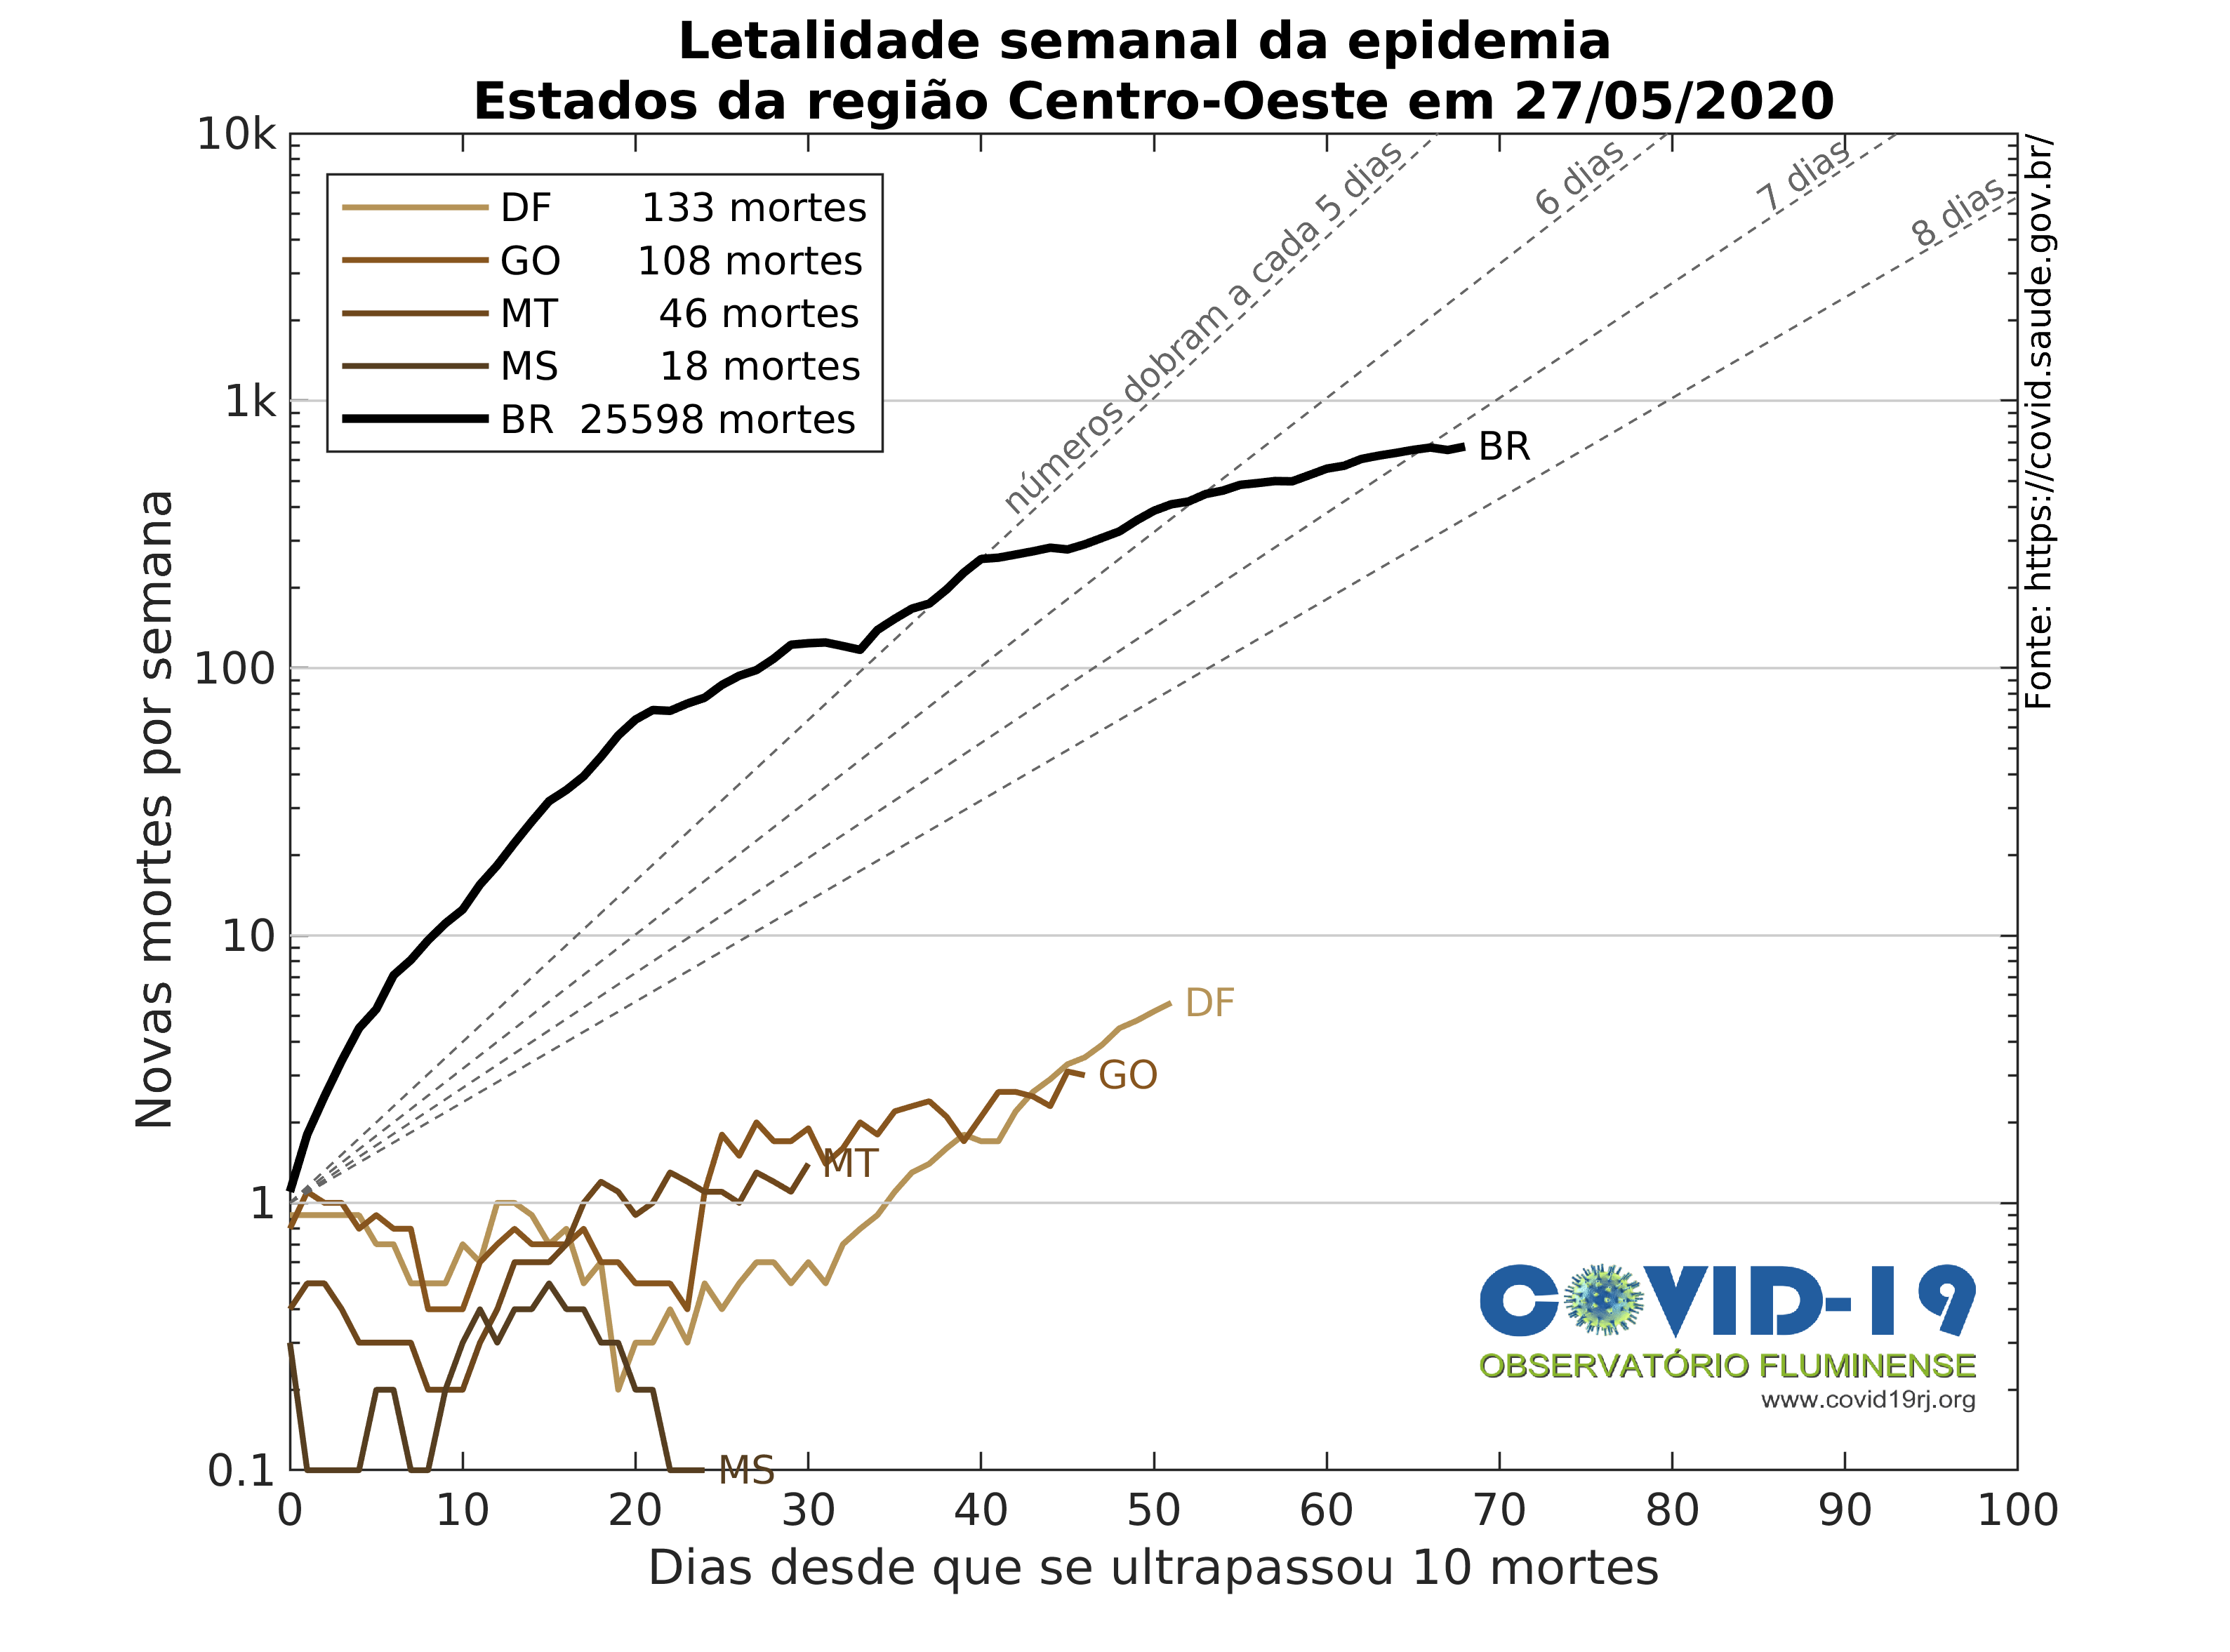 Letalidade semanal da epidemia
Estados da região Centro-Oeste em 27/05/2020
Novas mortes por semana
10k
1k
100
10
1
0.1
DF 133 mortes
GO 108 mortes
MT 46 mortes
MS 18 mortes
BR 25598 mortes
números dobram a cada 5 dias
6 dias
7 dias
8 dias
BR
DF
GO
MT
MS
Fonte: https://covid.saude.gov.br/
COVID-19
OBSERVATÓRIO FLUMINENSE
www.covid19rj.org
0 10 20 30 40 50 60 70 80 90 100
Dias desde que se ultrapassou 10 mortes